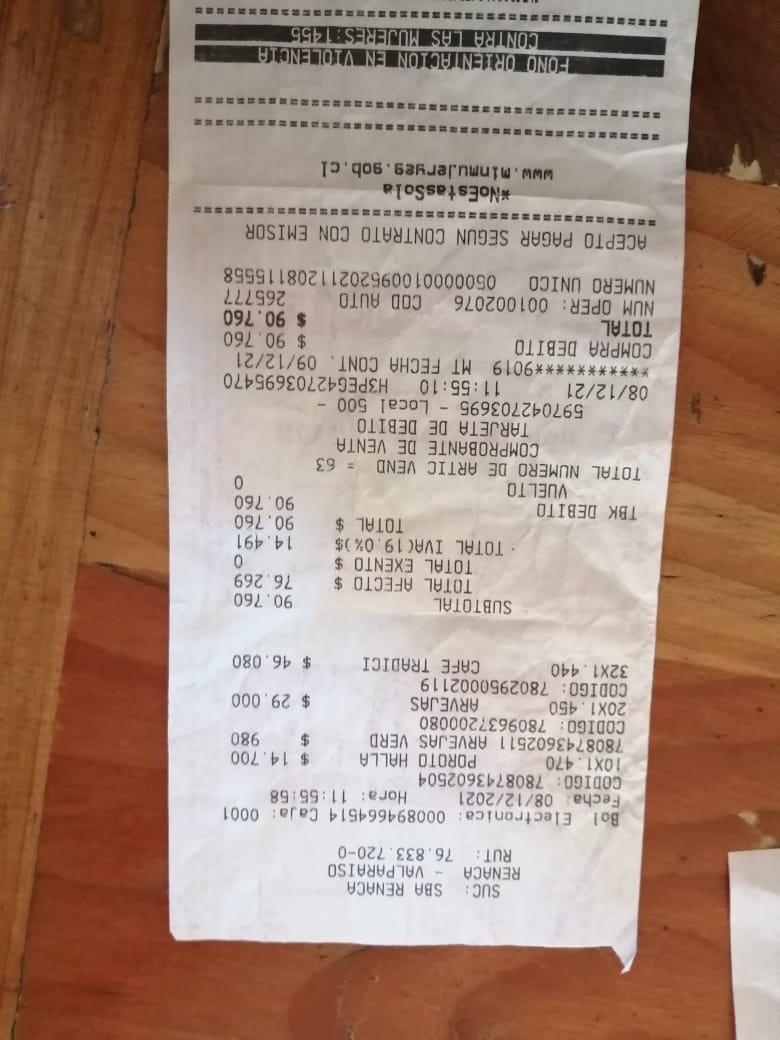 SUC: SBA RENACA
RENACA - VALPARAISO
RUT: 76.833.720-0
Bol Electronica: 000894664514 Caja: 0001
Fecha: 08/12/2021 Hora: 11:55:58
CODIGO: 7808743602504
10X1.470 POROTO HALLA $ 14.700
7808743602511 ARVEJAS VERD $ 980
CODIGO: 7809637200080
20X1.450 ARVEJAS $ 29.000
CODIGO: 7802950002119
32X1.440 CAFE TRADICI $ 46.080
SUBTOTAL 90.760
TOTAL AFECTO $ 76.269
TOTAL EXENTO $ 0
TOTAL IVA(19.0%)$ 14.491
TOTAL $ 90.760
TBK DEBITO 90.760
VUELTO 0
TOTAL NUMERO DE ARTIC VEND = 63
COMPROBANTE DE VENTA
TARJETA DE DEBITO
597042703695 - Local 500 -
08/12/21 11:55:10 H3PEG42703695470
************9019 MT FECHA CONT. 09/12/21
COMPRA DEBITO $ 90.760
TOTAL $ 90.760
NUM OPER: 001002076 COD AUTO 265777
NUMERO UNICO 05000001009520211208115558
ACEPTO PAGAR SEGUN CONTRATO CON EMISOR
#NoEstasSola
www.minmujeryeg.gob.cl
FONO ORIENTACION EN VIOLENCIA
CONTRA LAS MUJERES:1455